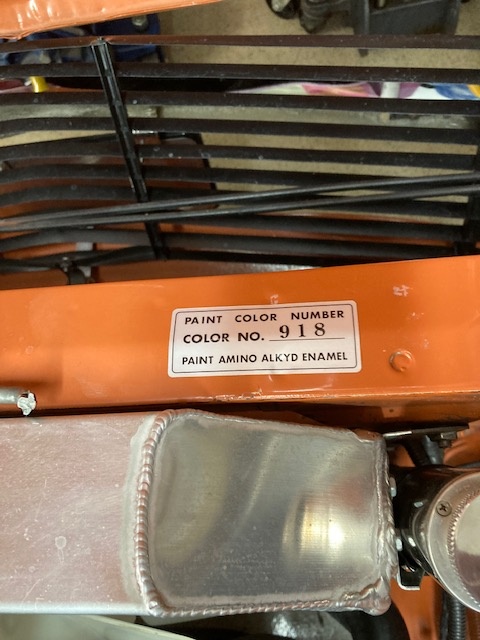 PAINT COLOR NUMBER
COLOR NO. 918
PAINT AMINO ALKYD ENAMEL